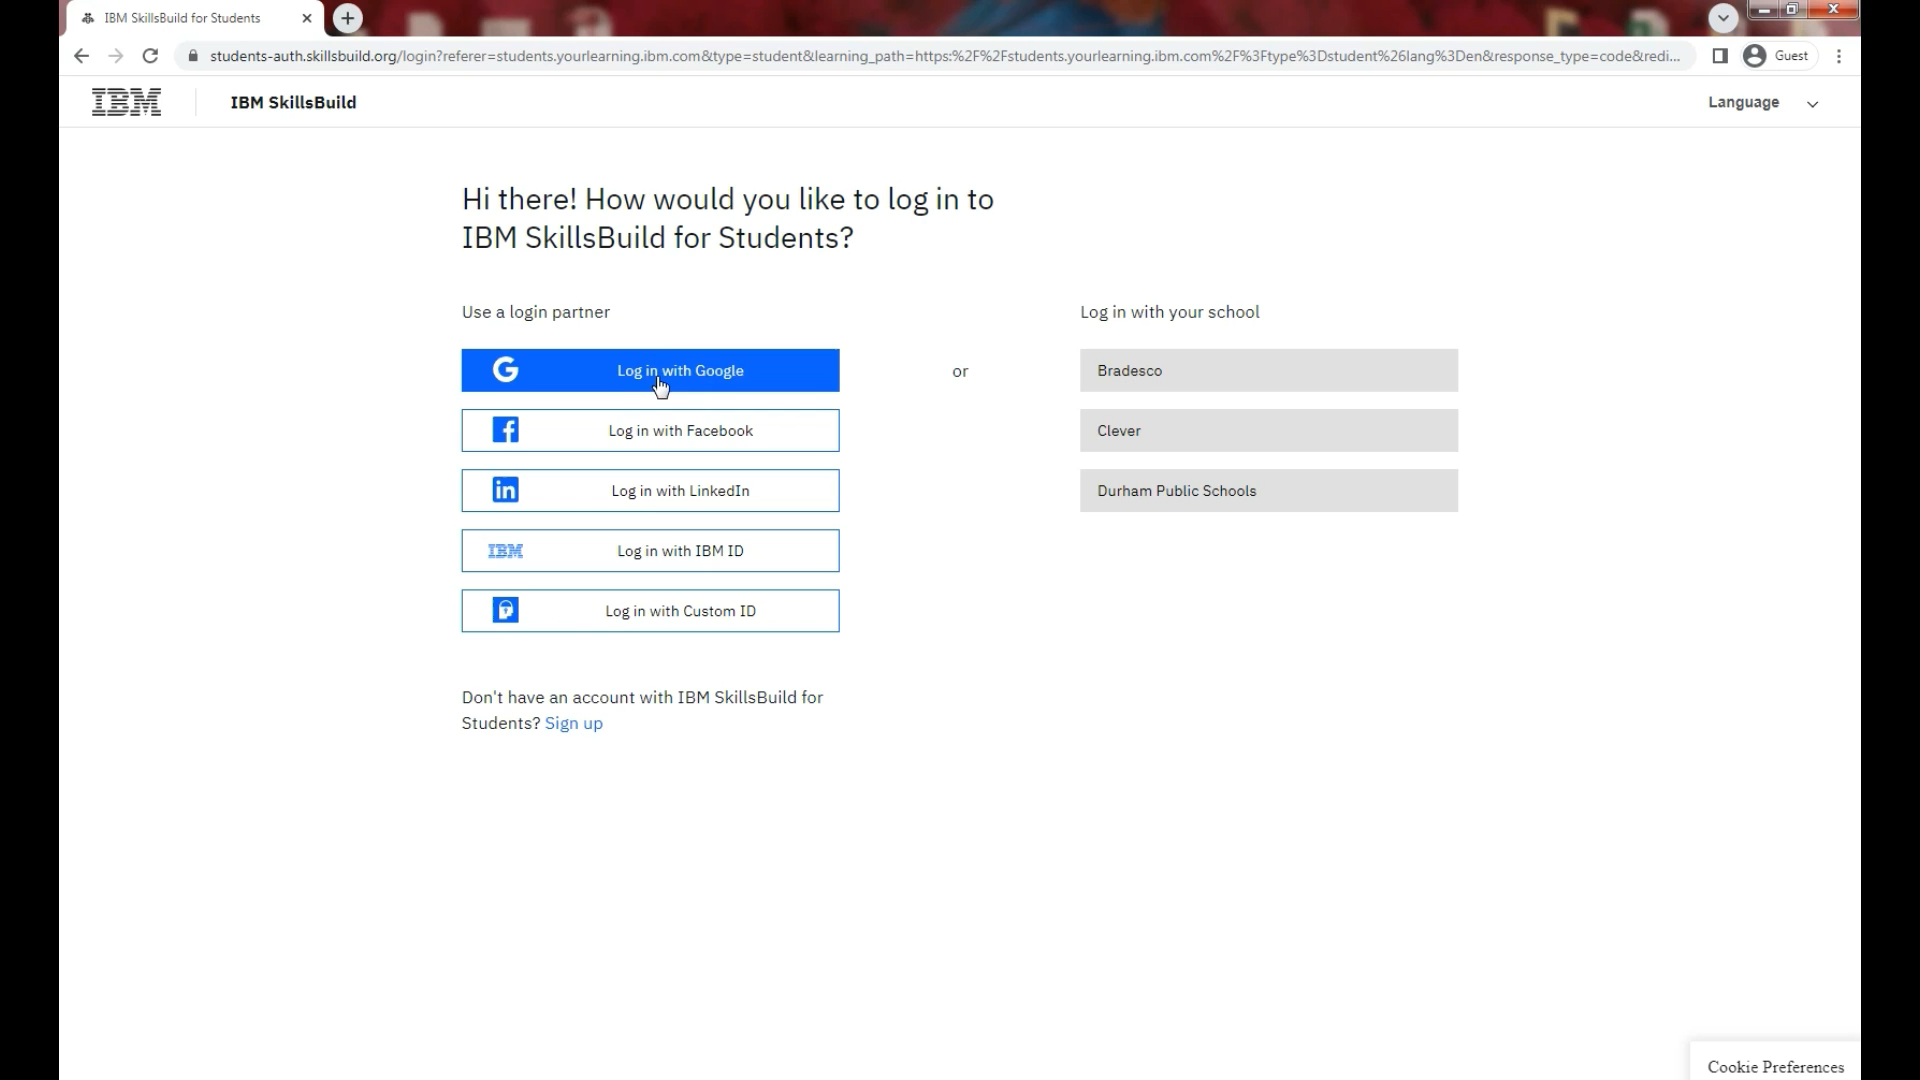 IBM SkillsBuild for Students
students-auth.skillsbuild.org/login?referer=students.yourlearning.ibm.com&type=student&learning_path=https:%2F%2Fstudents.yourlearning.ibm.com%2F%3Ftype%3Dstudent%26lang%3Den&response_type=code&redi...
Guest
IBM
IBM SkillsBuild
Language
Hi there! How would you like to log in to
IBM SkillsBuild for Students?
Use a login partner
Log in with Google
Log in with Facebook
Log in with LinkedIn
IBM Log in with IBM ID
Log in with Custom ID
or
Log in with your school
Bradesco
Clever
Durham Public Schools
Don't have an account with IBM SkillsBuild for
Students? Sign up
Cookie Preferences